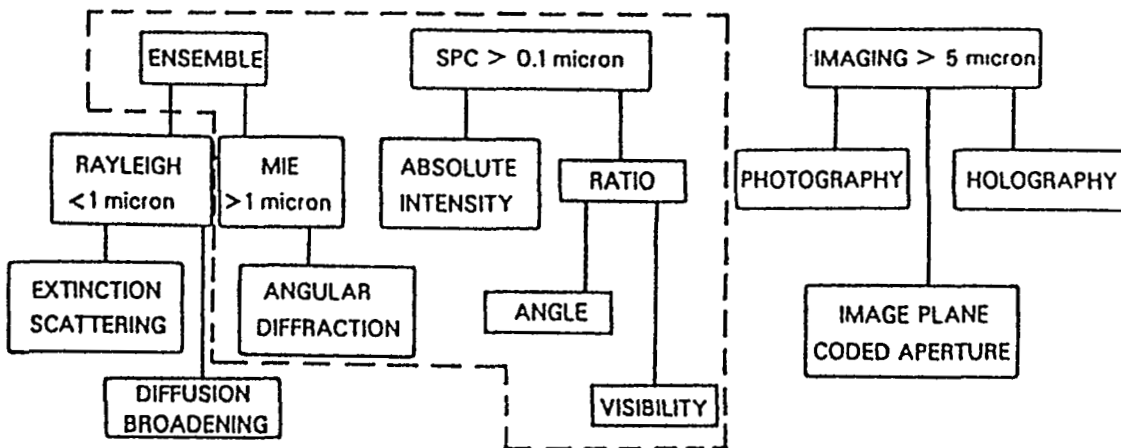 ENSEMBLE
SPC > 0.1 micron
IMAGING > 5 micron
RAYLEIGH
<1 micron
MIE
>1 micron
ABSOLUTE
INTENSITY
RATIO
PHOTOGRAPHY
HOLOGRAPHY
EXTINCTION
SCATTERING
ANGULAR
DIFFRACTION
ANGLE
IMAGE PLANE
CODED APERTURE
DIFFUSION
BROADENING
VISIBILITY